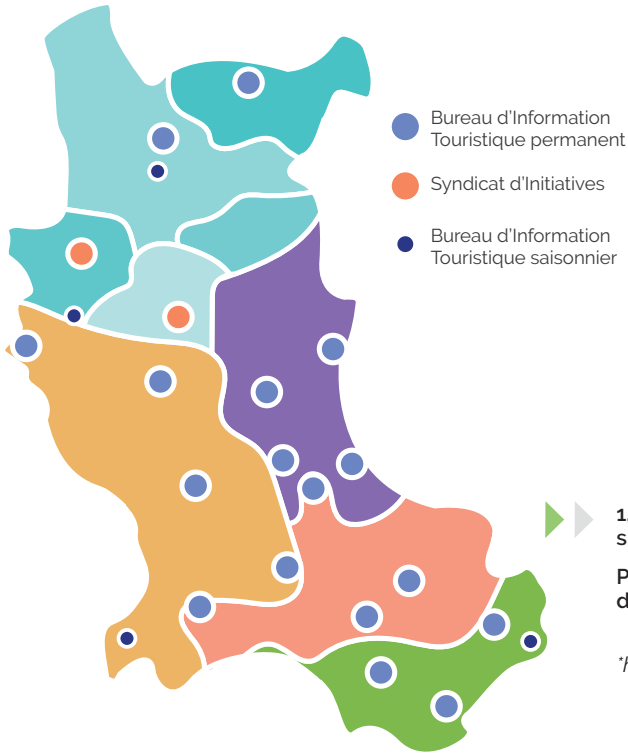 Bureau d'Information
Touristique permanent
Syndicat d'Initiatives
Bureau d'Information
Touristique saisonnier